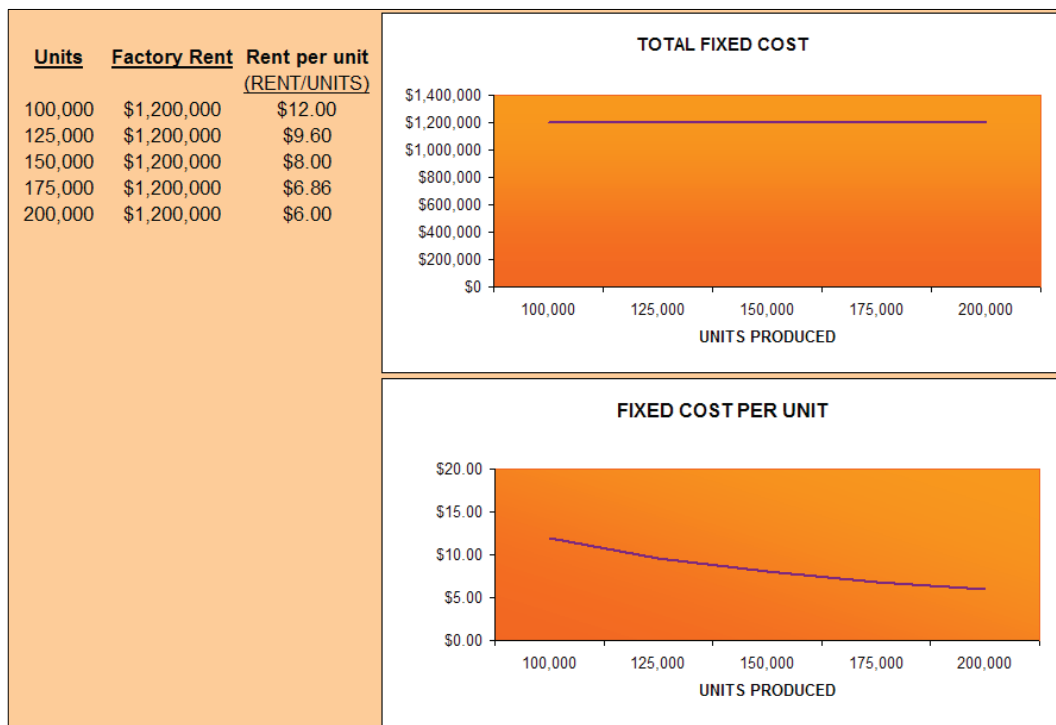 Units Factory Rent Rent per unit
(RENT/UNITS)
100,000 $1,200,000 $12.00
125,000 $1,200,000 $9.60
150,000 $1,200,000 $8.00
175,000 $1,200,000 $6.86
200,000 $1,200,000 $6.00
TOTAL FIXED COST
$1,400,000
$1,200,000
$1,000,000
$800,000
$600,000
$400,000
$200,000
$0
100,000 125,000 150,000 175,000 200,000
UNITS PRODUCED
FIXED COST PER UNIT
$20.00
$15.00
$10.00
$5.00
$0.00
100,000 125,000 150,000 175,000 200,000
UNITS PRODUCED